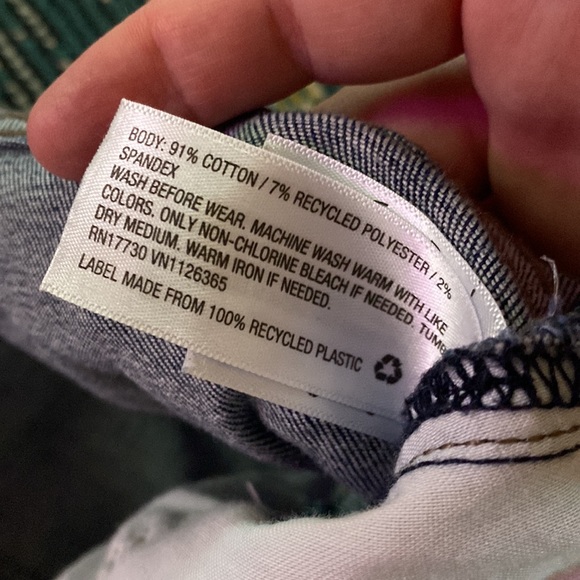 BODY: 91% COTTON / 7% RECYCLED POLYESTER / 2%
SPANDEX
WASH BEFORE WEAR. MACHINE WASH WARM WITH LIKE
COLORS. ONLY NON-CHLORINE BLEACH IF NEEDED. TUMB
DRY MEDIUM. WARM IRON IF NEEDED.
RN17730 VN1126365
LABEL MADE FROM 100% RECYCLED PLASTIC